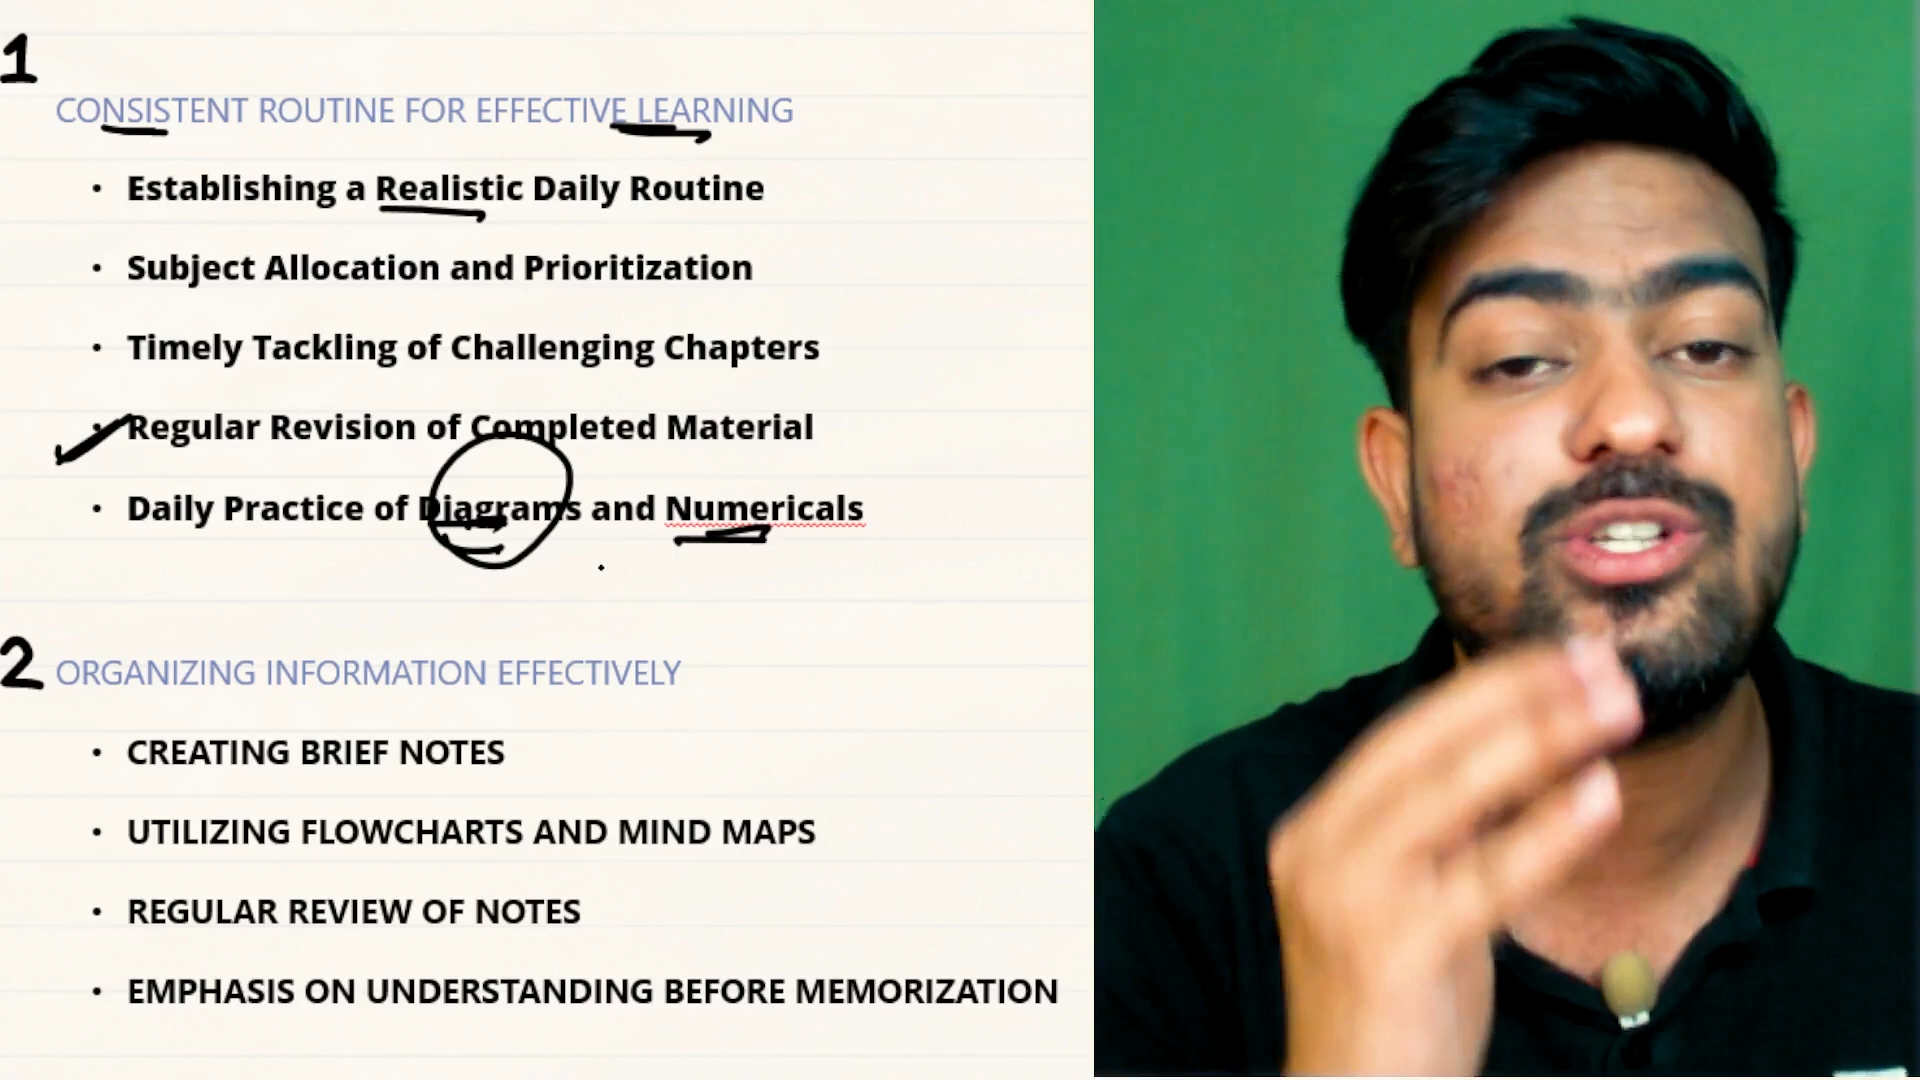 1
CONSISTENT ROUTINE FOR EFFECTIVE LEARNING
• Establishing a Realistic Daily Routine
• Subject Allocation and Prioritization
• Timely Tackling of Challenging Chapters
• Regular Revision of Completed Material
• Daily Practice of Diagrams and Numericals
2 ORGANIZING INFORMATION EFFECTIVELY
• CREATING BRIEF NOTES
• UTILIZING FLOWCHARTS AND MIND MAPS
• REGULAR REVIEW OF NOTES
• EMPHASIS ON UNDERSTANDING BEFORE MEMORIZATION